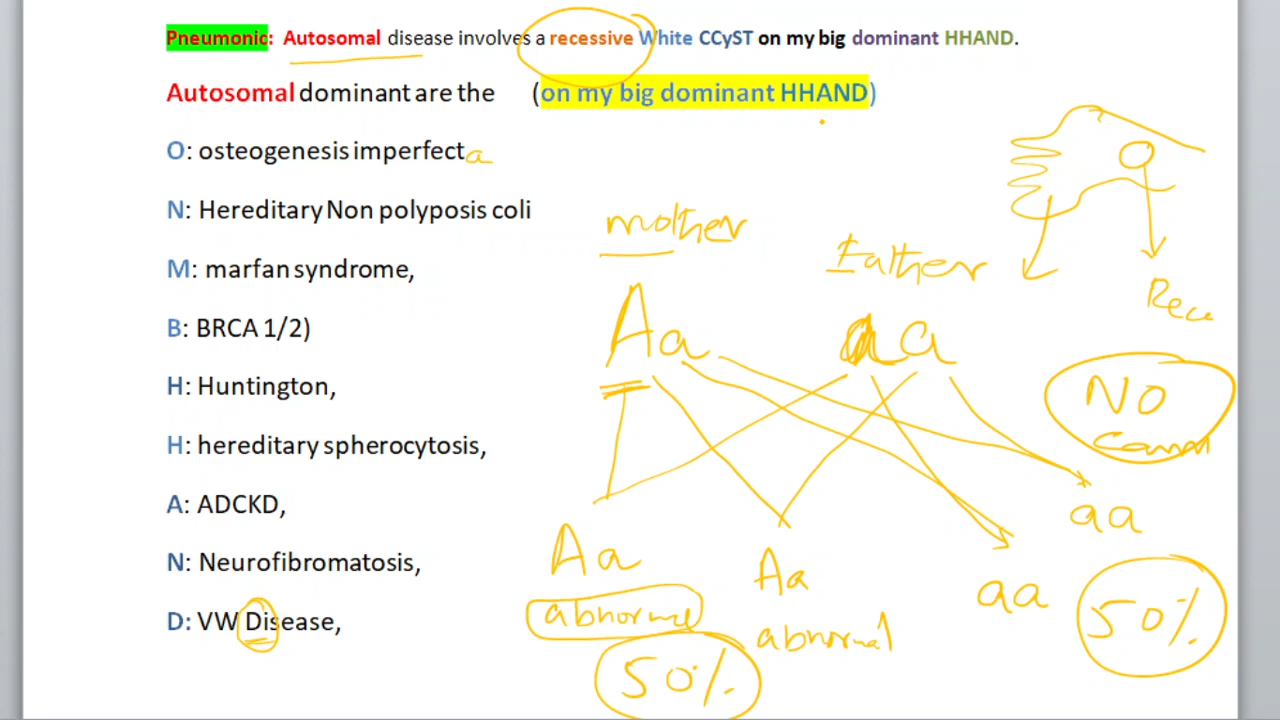 Pneumonic: Autosomal disease involves a recessive White CCyST on my big dominant HHAND.
Autosomal dominant are the (on my big dominant HHAND)
O: osteogenesis imperfecta
N: Hereditary Non polyposis coli
M: marfan syndrome,
B: BRCA 1/2)
H: Huntington,
H: hereditary spherocytosis,
A: ADCKD,
N: Neurofibromatosis,
D: VW Disease,
mother
Father
Aa
aa
Rece
NO
Aa
Aa
aa
aa
abnormal
abnormal
50%
50%